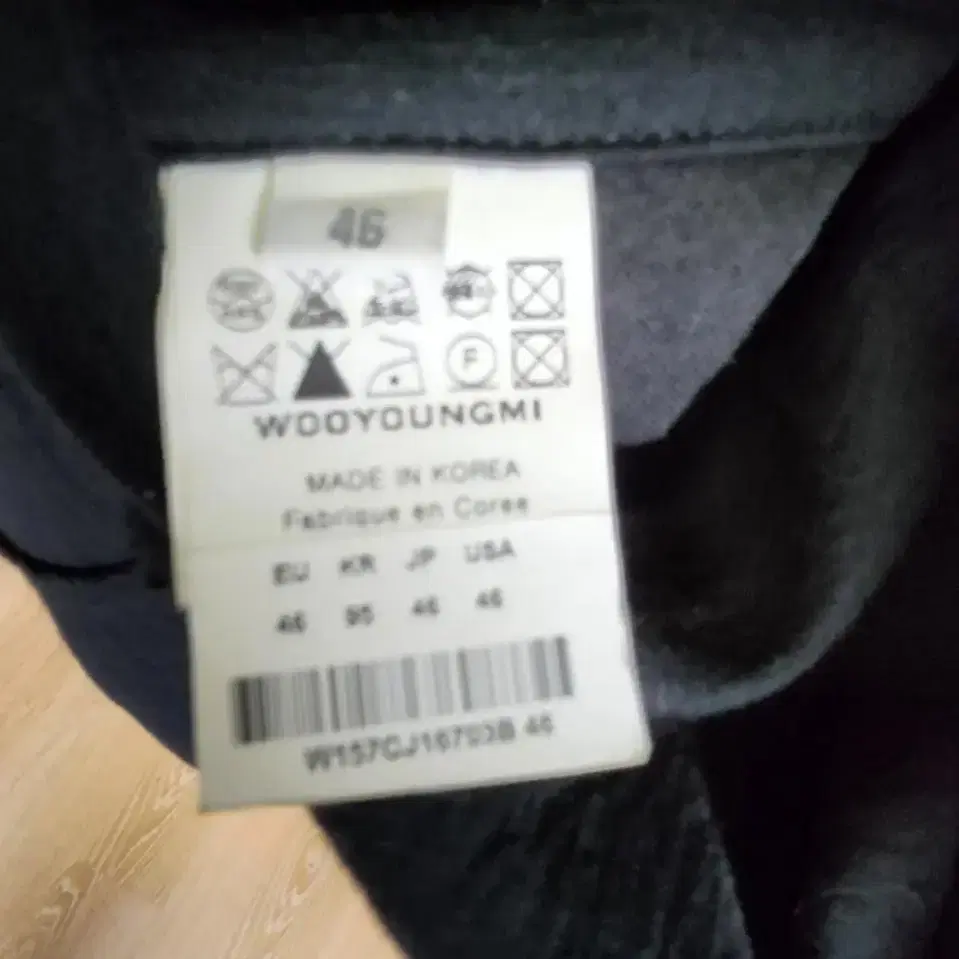 46
F
WOOYOUNGMI
MADE IN KOREA
Fabrique en Coree
EU KR JP USA
46 95 46 46
W157CJ16703B 46